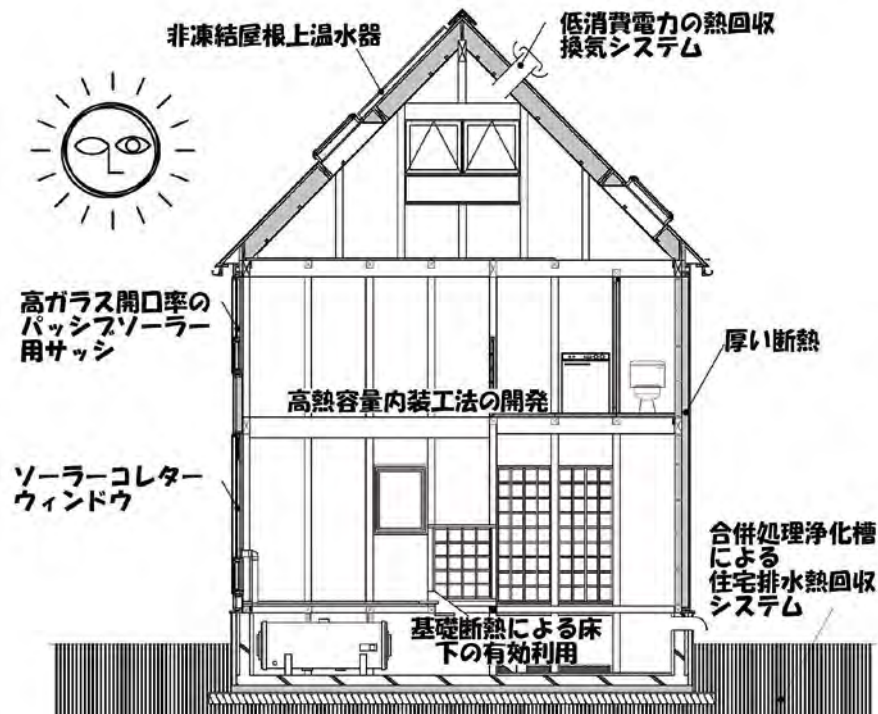 非凍結屋根上温水器
低消費電力の熱回収
換気システム
高ガラス開口率の
パッシブソーラー
用サッシ
厚い断熱
高熱容量内装工法の開発
ソーラーコレター
ウィンドウ
合併処理浄化槽
による
住宅排水熱回収
システム
基礎断熱による床
下の有効利用